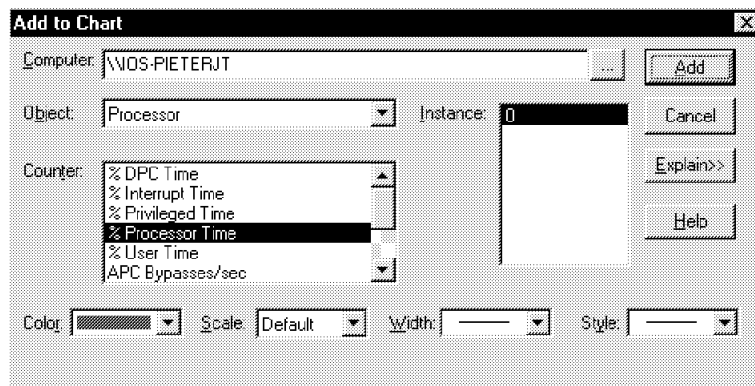 Add to Chart
Computer: \\IOS-PIETERJT
...
Add
Object: Processor
Instance: 0
Cancel
Counter:
% DPC Time
% Interrupt Time
% Privileged Time
% Processor Time
% User Time
APC Bypasses/sec
Explain>>
Help
Color:
Scale: Default
Width:
Style: